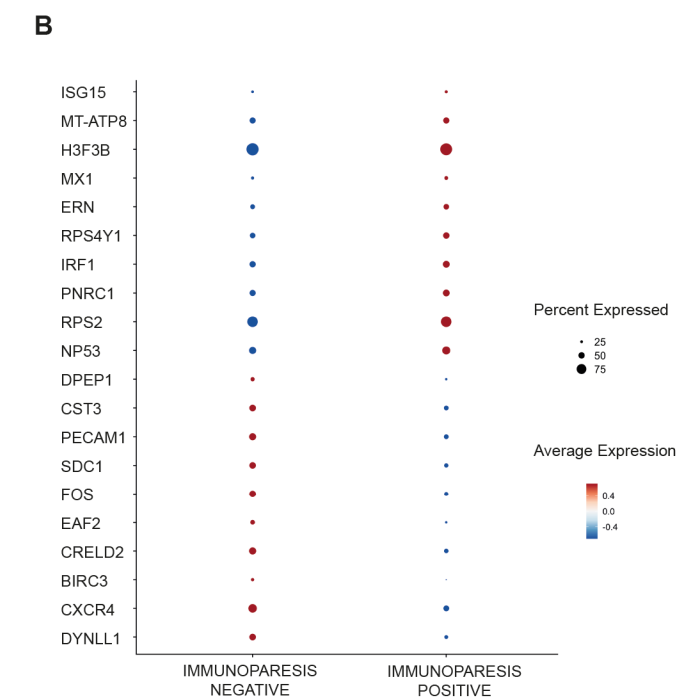 B
ISG15
MT-ATP8
H3F3B
MX1
ERN
RPS4Y1
IRF1
PNRC1
RPS2
NP53
DPEP1
CST3
PECAM1
SDC1
FOS
EAF2
CRELD2
BIRC3
CXCR4
DYNLL1
IMMUNOPARESIS
NEGATIVE
IMMUNOPARESIS
POSITIVE
Percent Expressed
25
50
75
Average Expression
0.4
0.0
-0.4